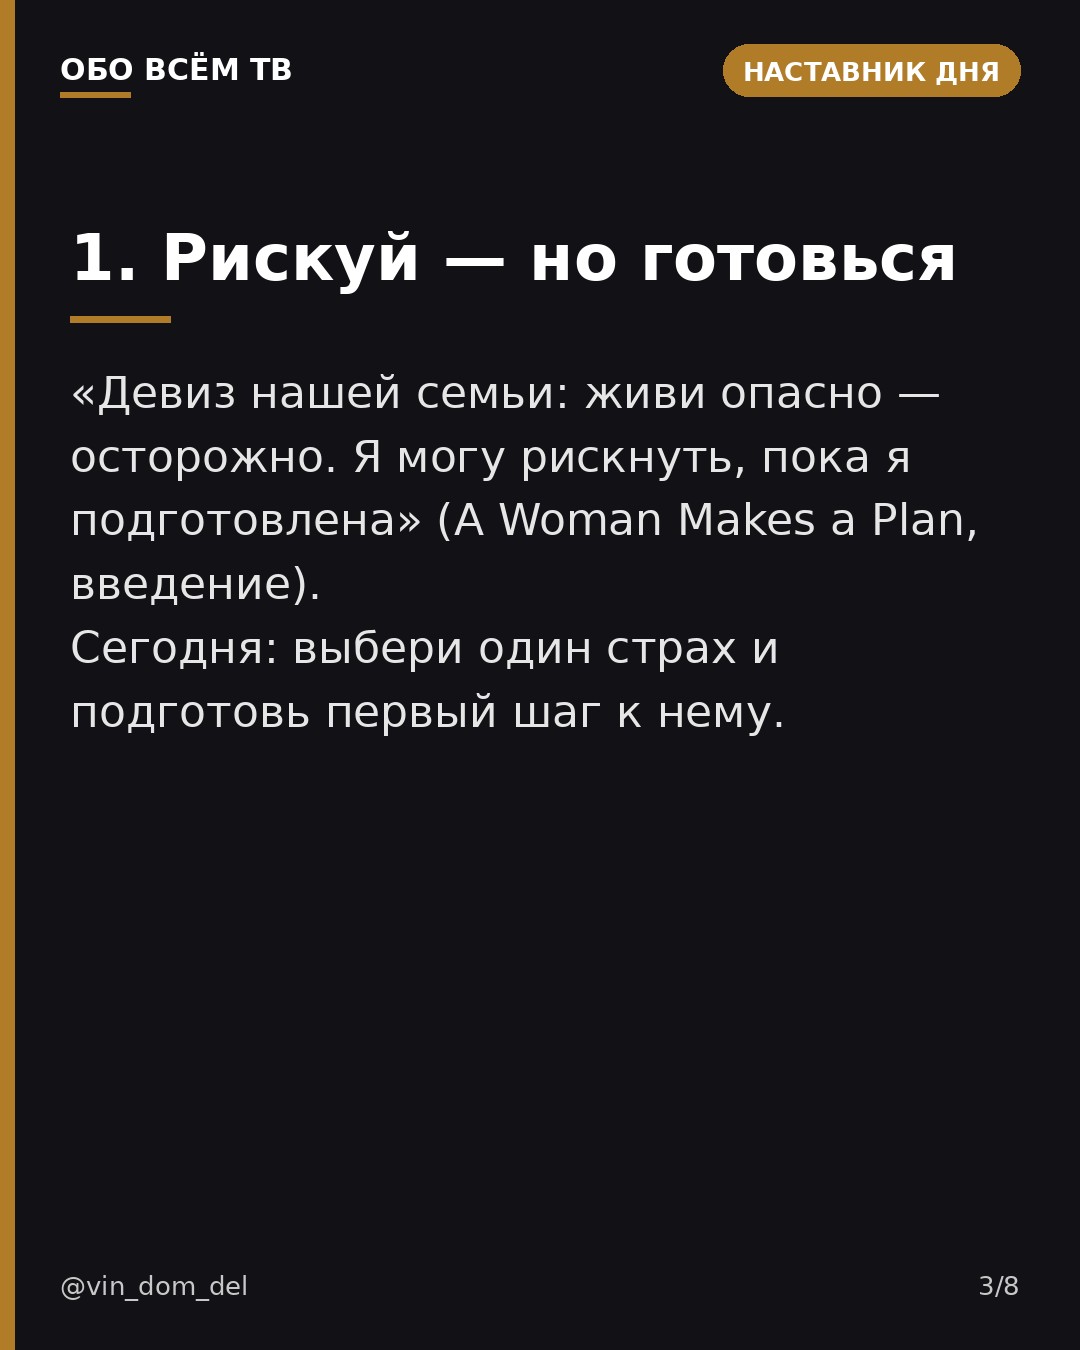 ОБО ВСЁМ ТВ
НАСТАВНИК ДНЯ
1. Рискуй — но готовься
«Девиз нашей семьи: живи опасно —
осторожно. Я могу рискнуть, пока я
подготовлена» (A Woman Makes a Plan,
введение).
Сегодня: выбери один страх и
подготовь первый шаг к нему.
@vin_dom_del
3/8